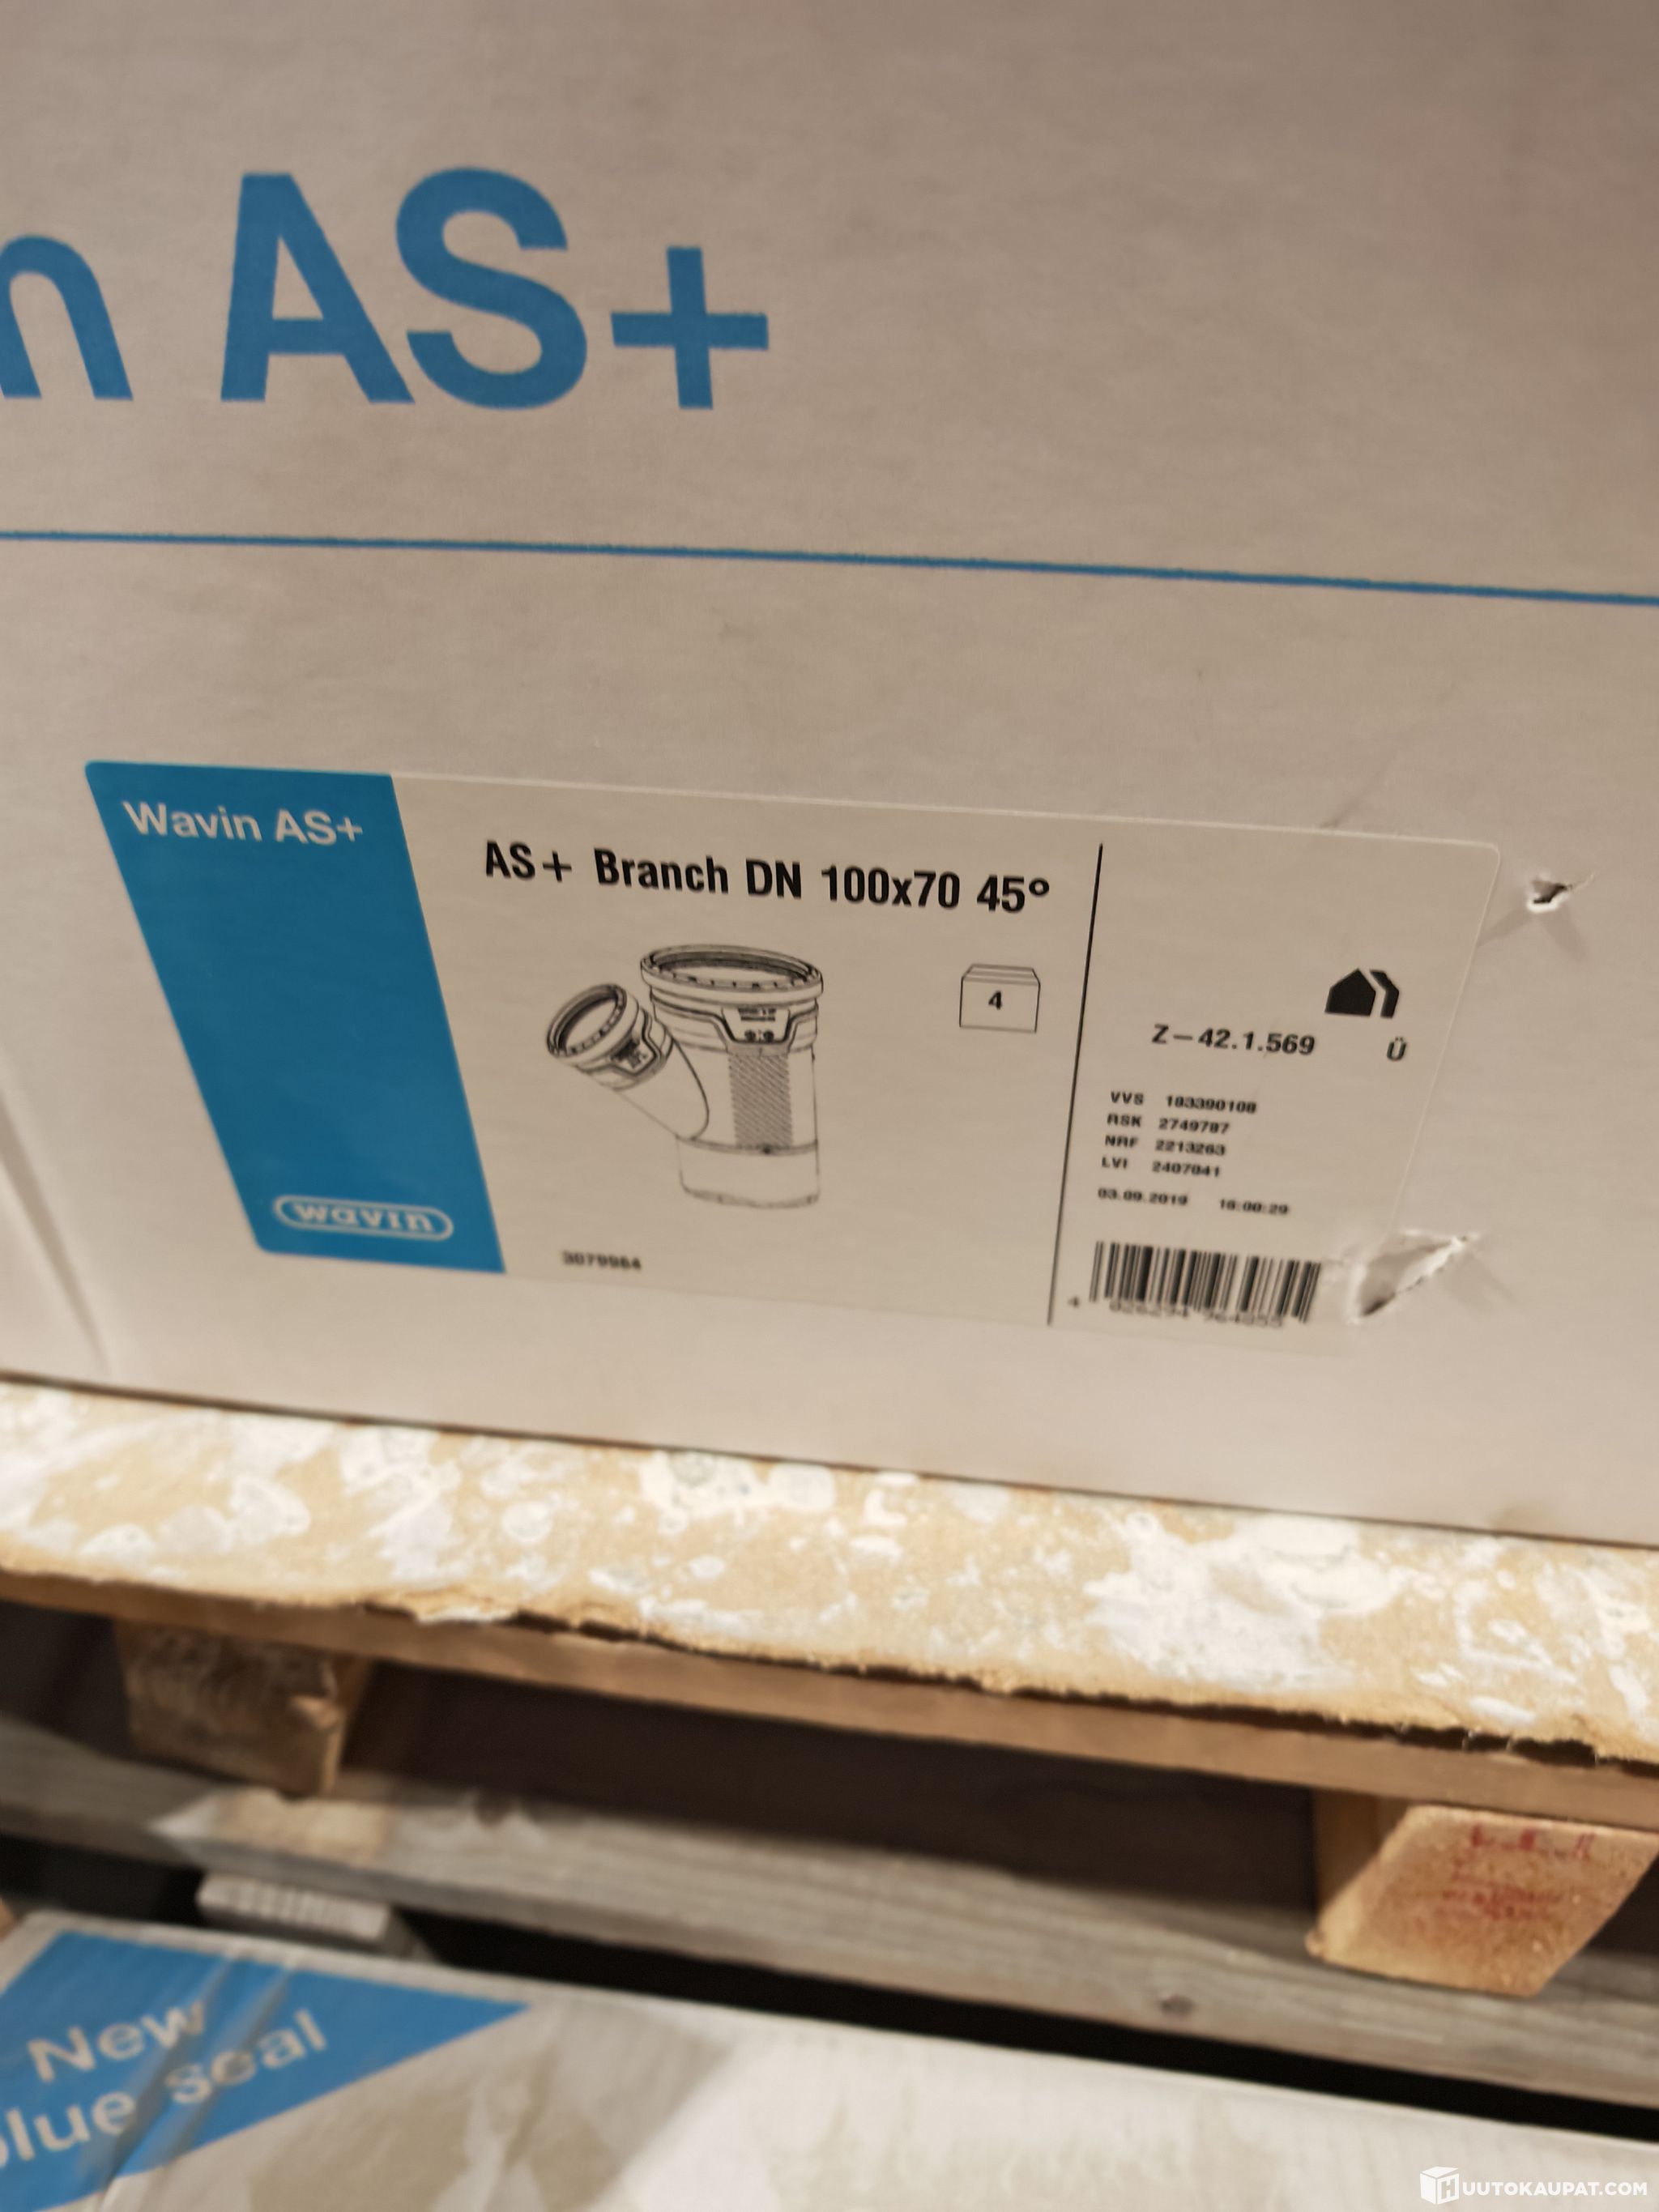 n AS+
Wavin AS+
AS+ Branch DN 100x70 45°
4
Z-42.1.569 Ü
VVS 183390108
RSK 2749787
NRF 2213263
LVI 2407041
03.09.2019 16:00:29
wavin
3079984
4
New
blue seal
HUUTOKAUPAT.COM